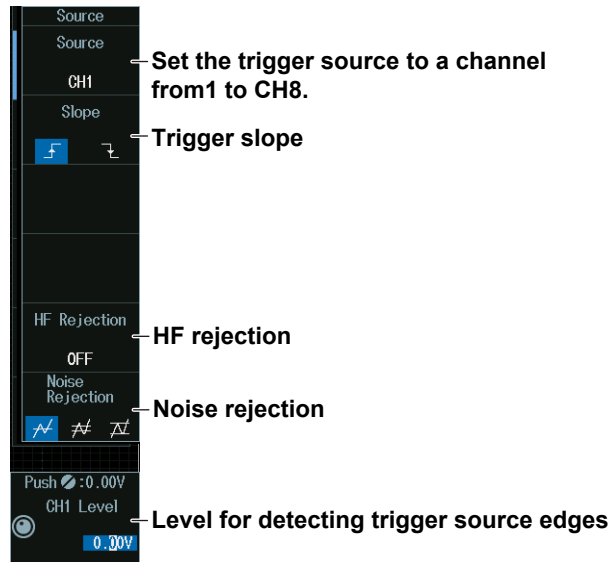 Source
Source
CH1
Set the trigger source to a channel
from1 to CH8.
Slope
Trigger slope
HF Rejection
OFF
HF rejection
Noise
Rejection
Noise rejection
Push :0.00V
CH1 Level
0.00V
Level for detecting trigger source edges